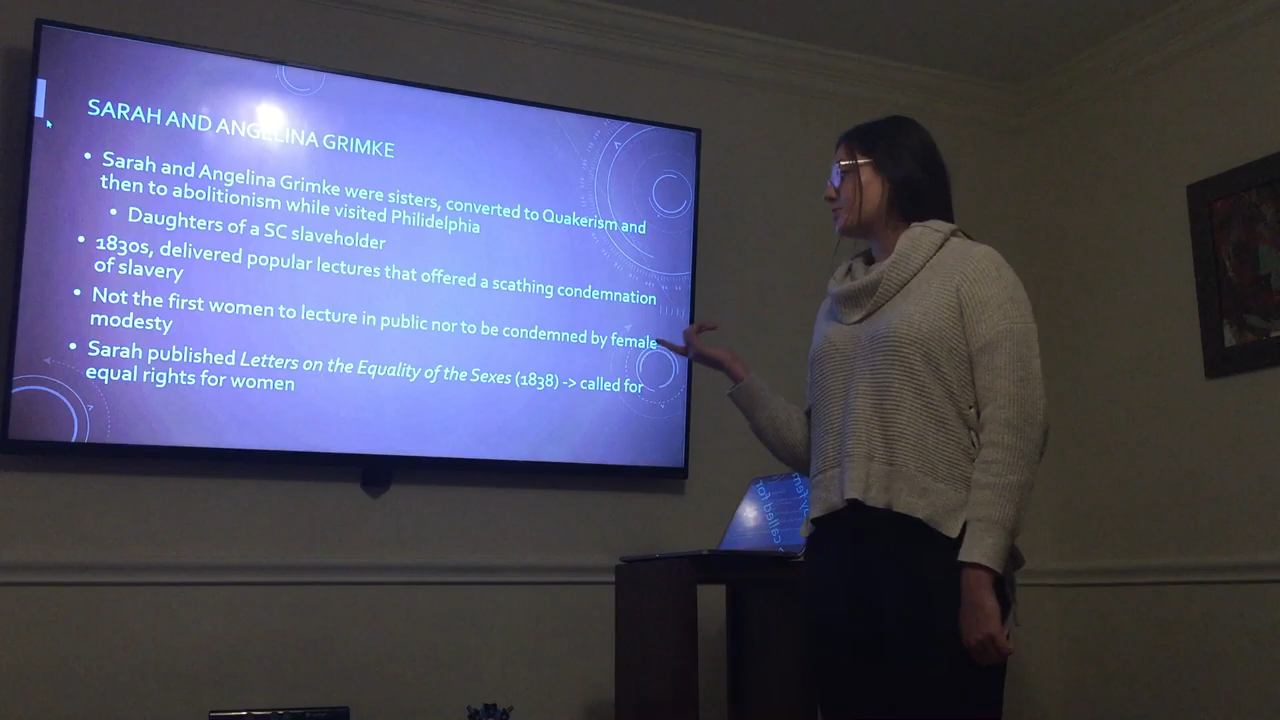 SARAH AND ANGELINA GRIMKE
• Sarah and Angelina Grimke were sisters, converted to Quakerism and
then to abolitionism while visited Philidelphia
• Daughters of a SC slaveholder
• 1830s, delivered popular lectures that offered a scathing condemnation
of slavery
• Not the first women to lecture in public nor to be condemned by female
modesty
• Sarah published Letters on the Equality of the Sexes (1838) -> called for
equal rights for women